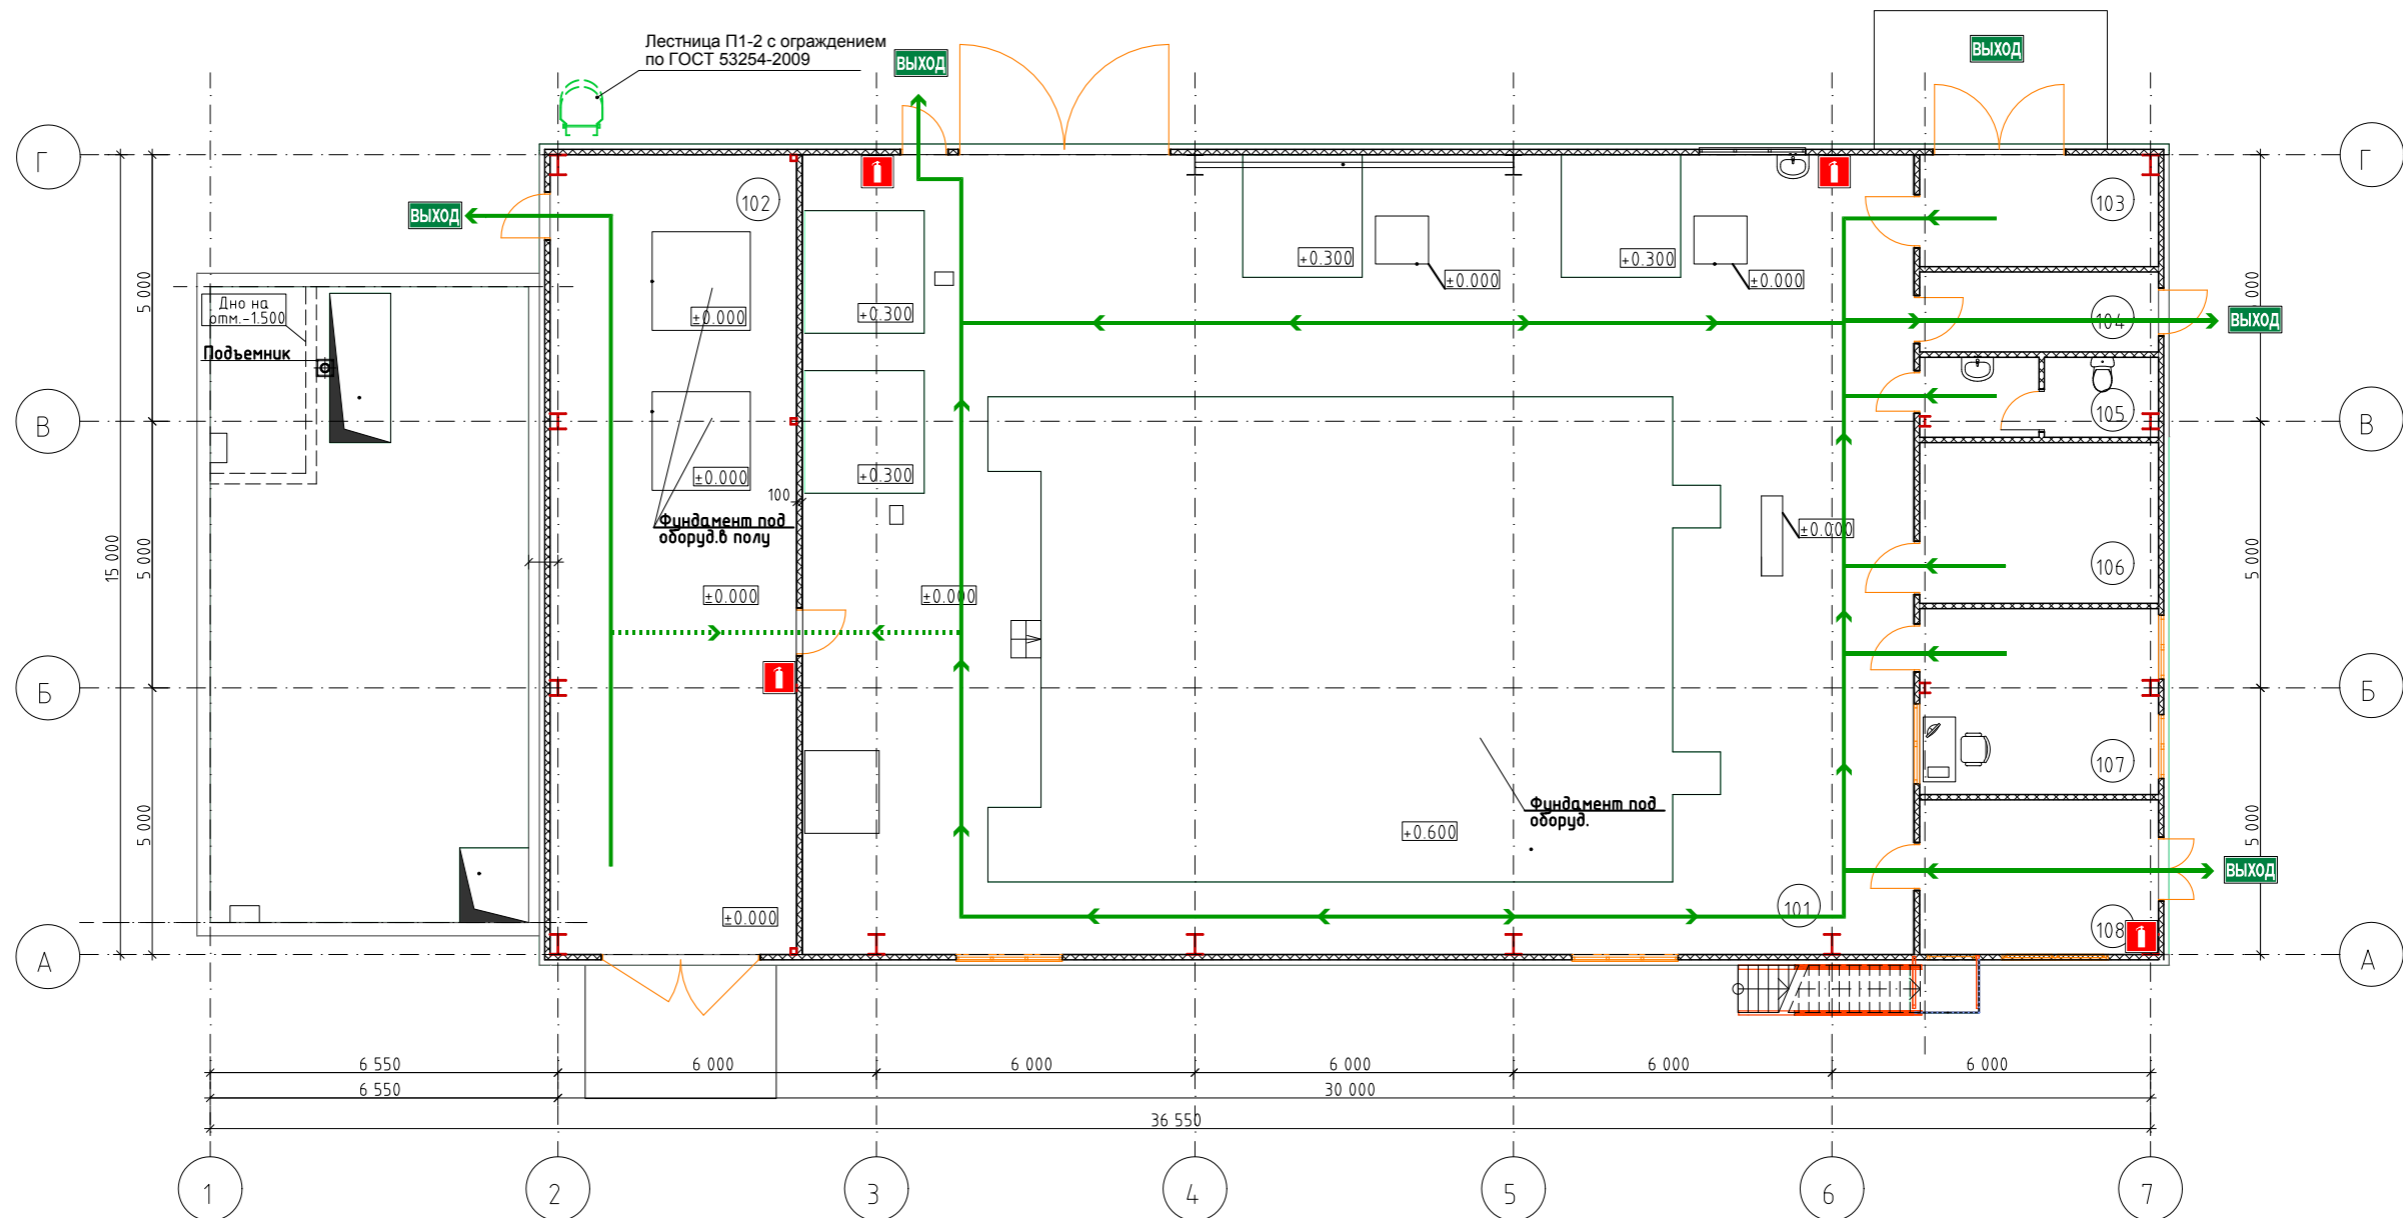 Лестница П1-2 с ограждением
по ГОСТ 53254-2009
ВЫХОД
ВЫХОД
Г
Г
102
103
ВЫХОД
+0.300
+0.300
±0.000
±0.000
5 000
Дно на
отм.-1.500
±0.000
+0.300
104
ВЫХОД
000
Подъемник
В
В
105
±0.000
+0.300
100
Фундамент под
оборуд.в полу
±0.000
15 000
5 000
5 000
106
±0.000
±0.000
Б
Б
107
Фундамент под
оборуд.
+0.600
5 000
5 000
ВЫХОД
±0.000
101
108
А
А
6 550
6 000
6 000
6 000
6 000
6 000
6 550
30 000
36 550
1
2
3
4
5
6
7